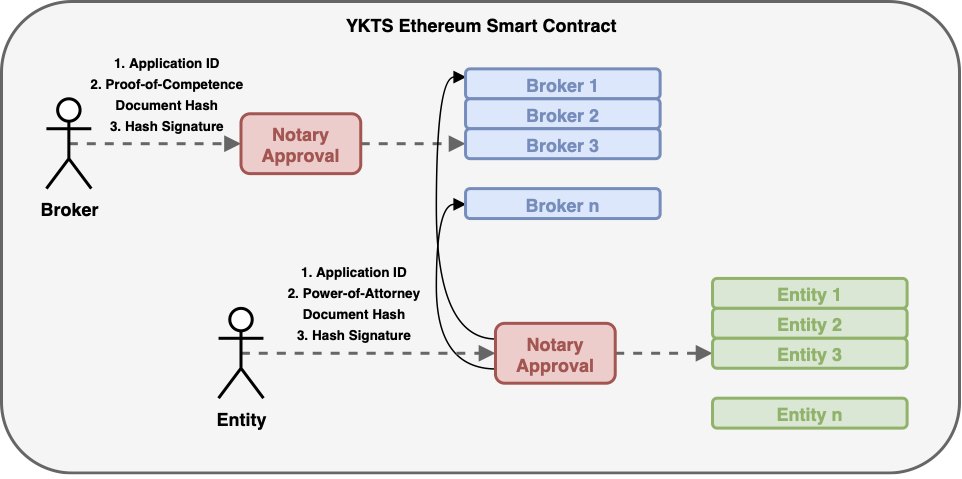 YKTS Ethereum Smart Contract
1. Application ID
2. Proof-of-Competence
Document Hash
3. Hash Signature
Broker
Notary
Approval
Broker 1
Broker 2
Broker 3
Broker n
1. Application ID
2. Power-of-Attorney
Document Hash
3. Hash Signature
Entity
Notary
Approval
Entity 1
Entity 2
Entity 3
Entity n